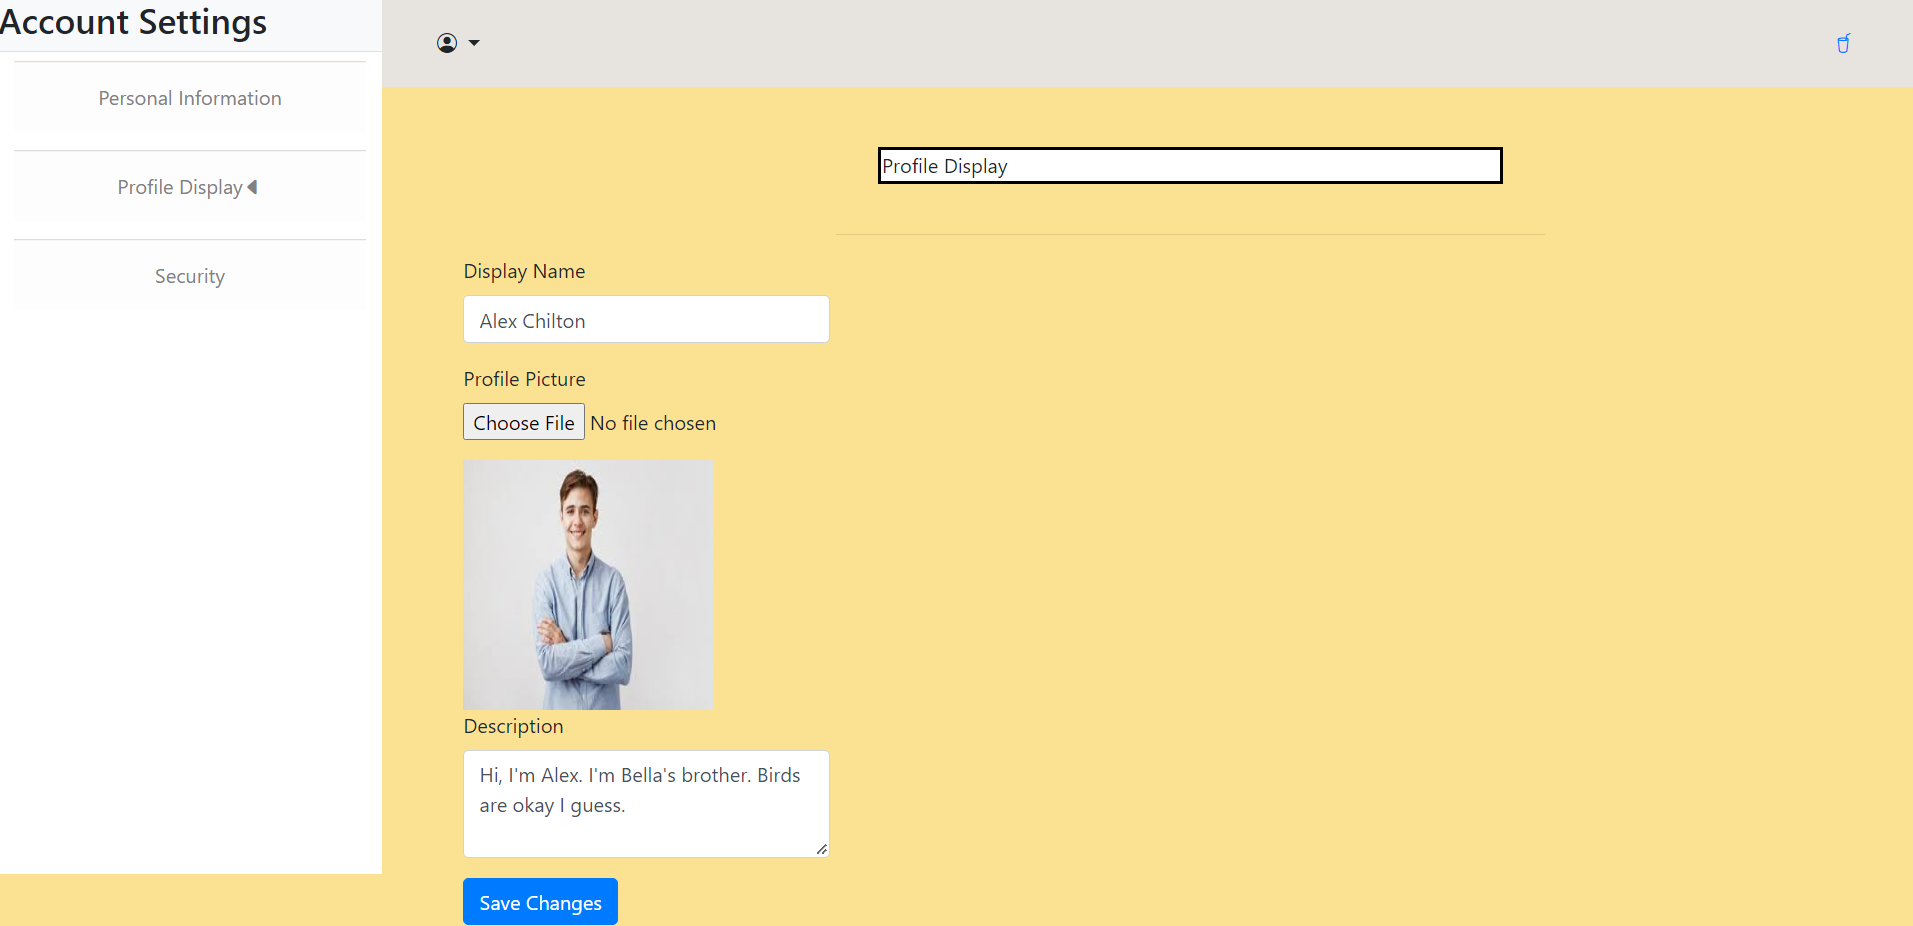 Account Settings
Personal Information
Profile Display
Security
Profile Display
Display Name
Alex Chilton
Profile Picture
Choose File No file chosen
Description
Hi, I'm Alex. I'm Bella's brother. Birds
are okay I guess.
Save Changes